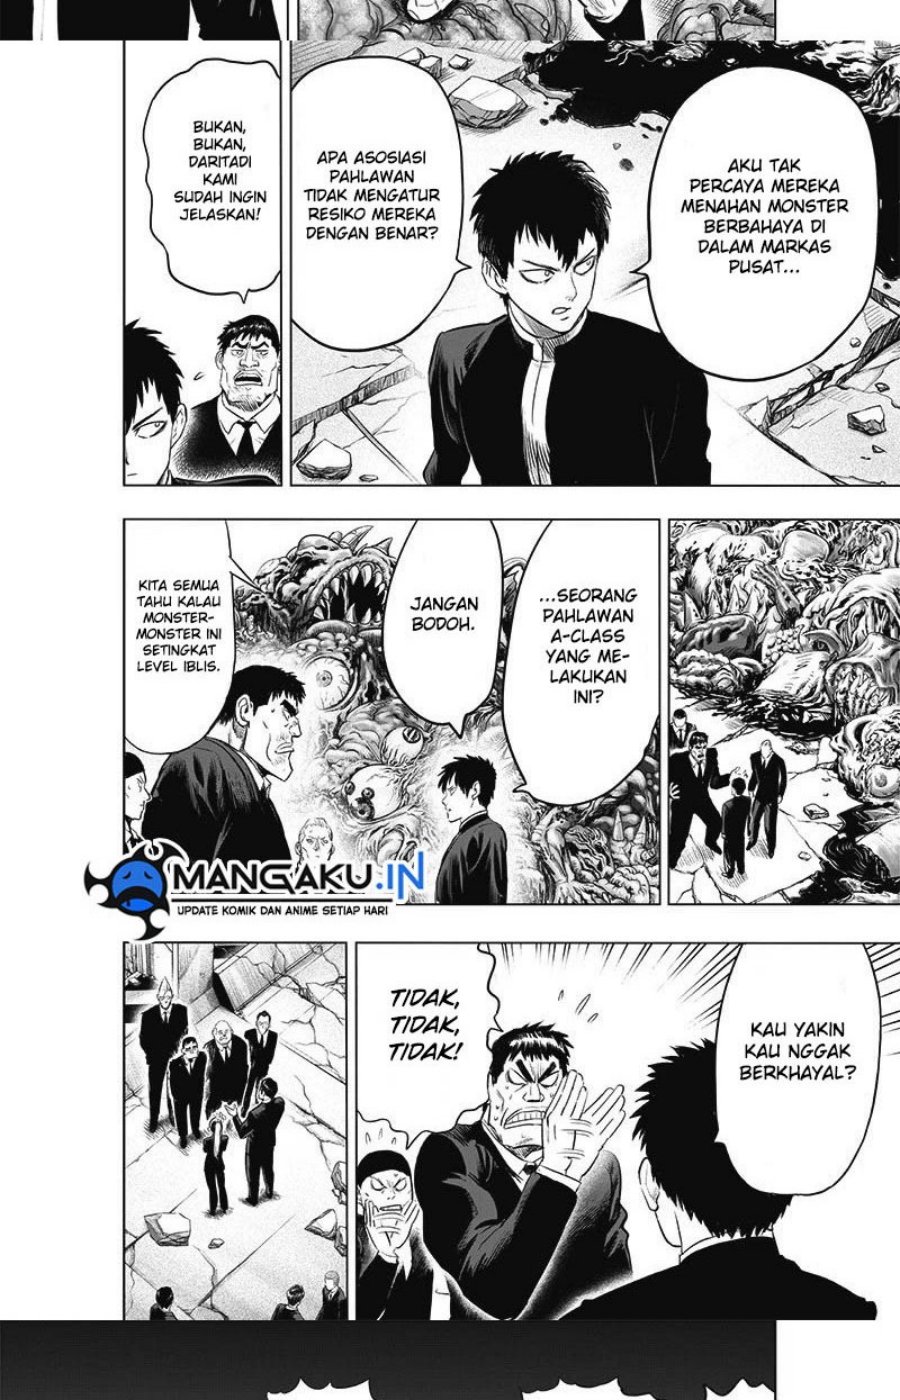 AKU TAK
PERCAYA MEREKA
MENAHAN MONSTER
BERBAHAYA DI
DALAM MARKAS
PUSAT...
APA ASOSIASI
PAHLAWAN
TIDAK MENGATUR
RESIKO MEREKA
DENGAN BENAR?
BUKAN,
BUKAN,
DARITADI
KAMI
SUDAH INGIN
JELASKAN!
...SEORANG
PAHLAWAN
A-CLASS
YANG ME-
LAKUKAN
INI?
JANGAN
BODOH.
KITA SEMUA
TAHU KALAU
MONSTER-
MONSTER INI
SETINGKAT
LEVEL IBLIS.
MANGAKU.IN
UPDATE KOMIK DAN ANIME SETIAP HARI
KAU YAKIN
KAU NGGAK
BERKHAYAL?
TIDAK,
TIDAK,
TIDAK!